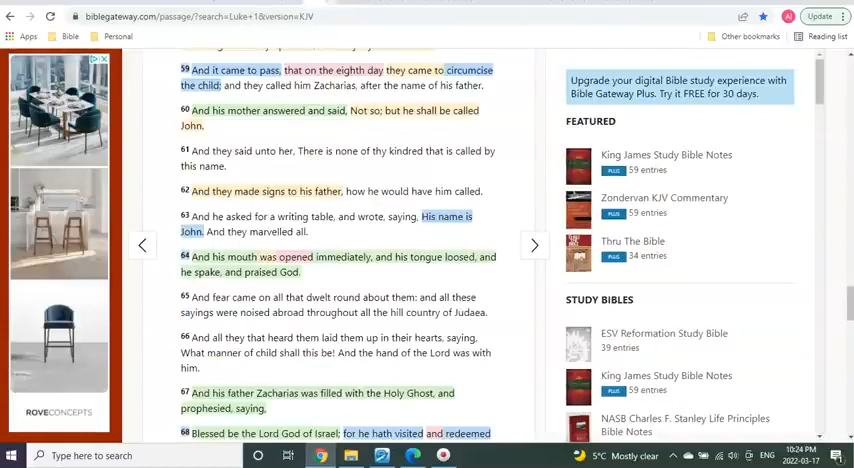 biblegateway.com/passage/?search=Luke+1&version=KJV
Update
Apps
Bible
Personal
Other bookmarks
Reading list
59 And it came to pass, that on the eighth day they came to circumcise
the child; and they called him Zacharias, after the name of his father.
60 And his mother answered and said, Not so; but he shall be called
John.
61 And they said unto her, There is none of thy kindred that is called by
this name.
62 And they made signs to his father, how he would have him called.
63 And he asked for a writing table, and wrote, saying, His name is
John. And they marvelled all.
64 And his mouth was opened immediately, and his tongue loosed, and
he spake, and praised God.
65 And fear came on all that dwelt round about them: and all these
sayings were noised abroad throughout all the hill country of Judaea.
66 And all they that heard them laid them up in their hearts, saying,
What manner of child shall this be! And the hand of the Lord was with
him.
67 And his father Zacharias was filled with the Holy Ghost, and
prophesied, saying,
68 Blessed be the Lord God of Israel; for he hath visited and redeemed
ROVECONCEPTS
Upgrade your digital Bible study experience with
Bible Gateway Plus. Try it FREE for 30 days.
FEATURED
King James Study Bible Notes
PLUS 59 entries
Zondervan KJV Commentary
PLUS 59 entries
Thru The Bible
PLUS 34 entries
STUDY BIBLES
ESV Reformation Study Bible
39 entries
King James Study Bible Notes
PLUS 59 entries
NASB Charles F. Stanley Life Principles
Bible Notes
Type here to search
5°C Mostly clear
ENG
10:24 PM
2022-03-17